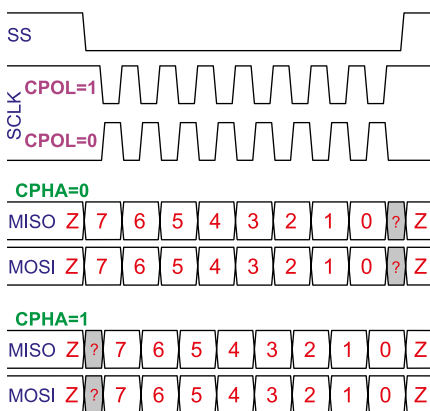 SS
SCLK
CPOL=1
CPOL=0
CPHA=0
MISO Z 7 6 5 4 3 2 1 0 ? Z
MOSI Z 7 6 5 4 3 2 1 0 ? Z
CPHA=1
MISO Z ? 7 6 5 4 3 2 1 0 Z
MOSI Z ? 7 6 5 4 3 2 1 0 Z